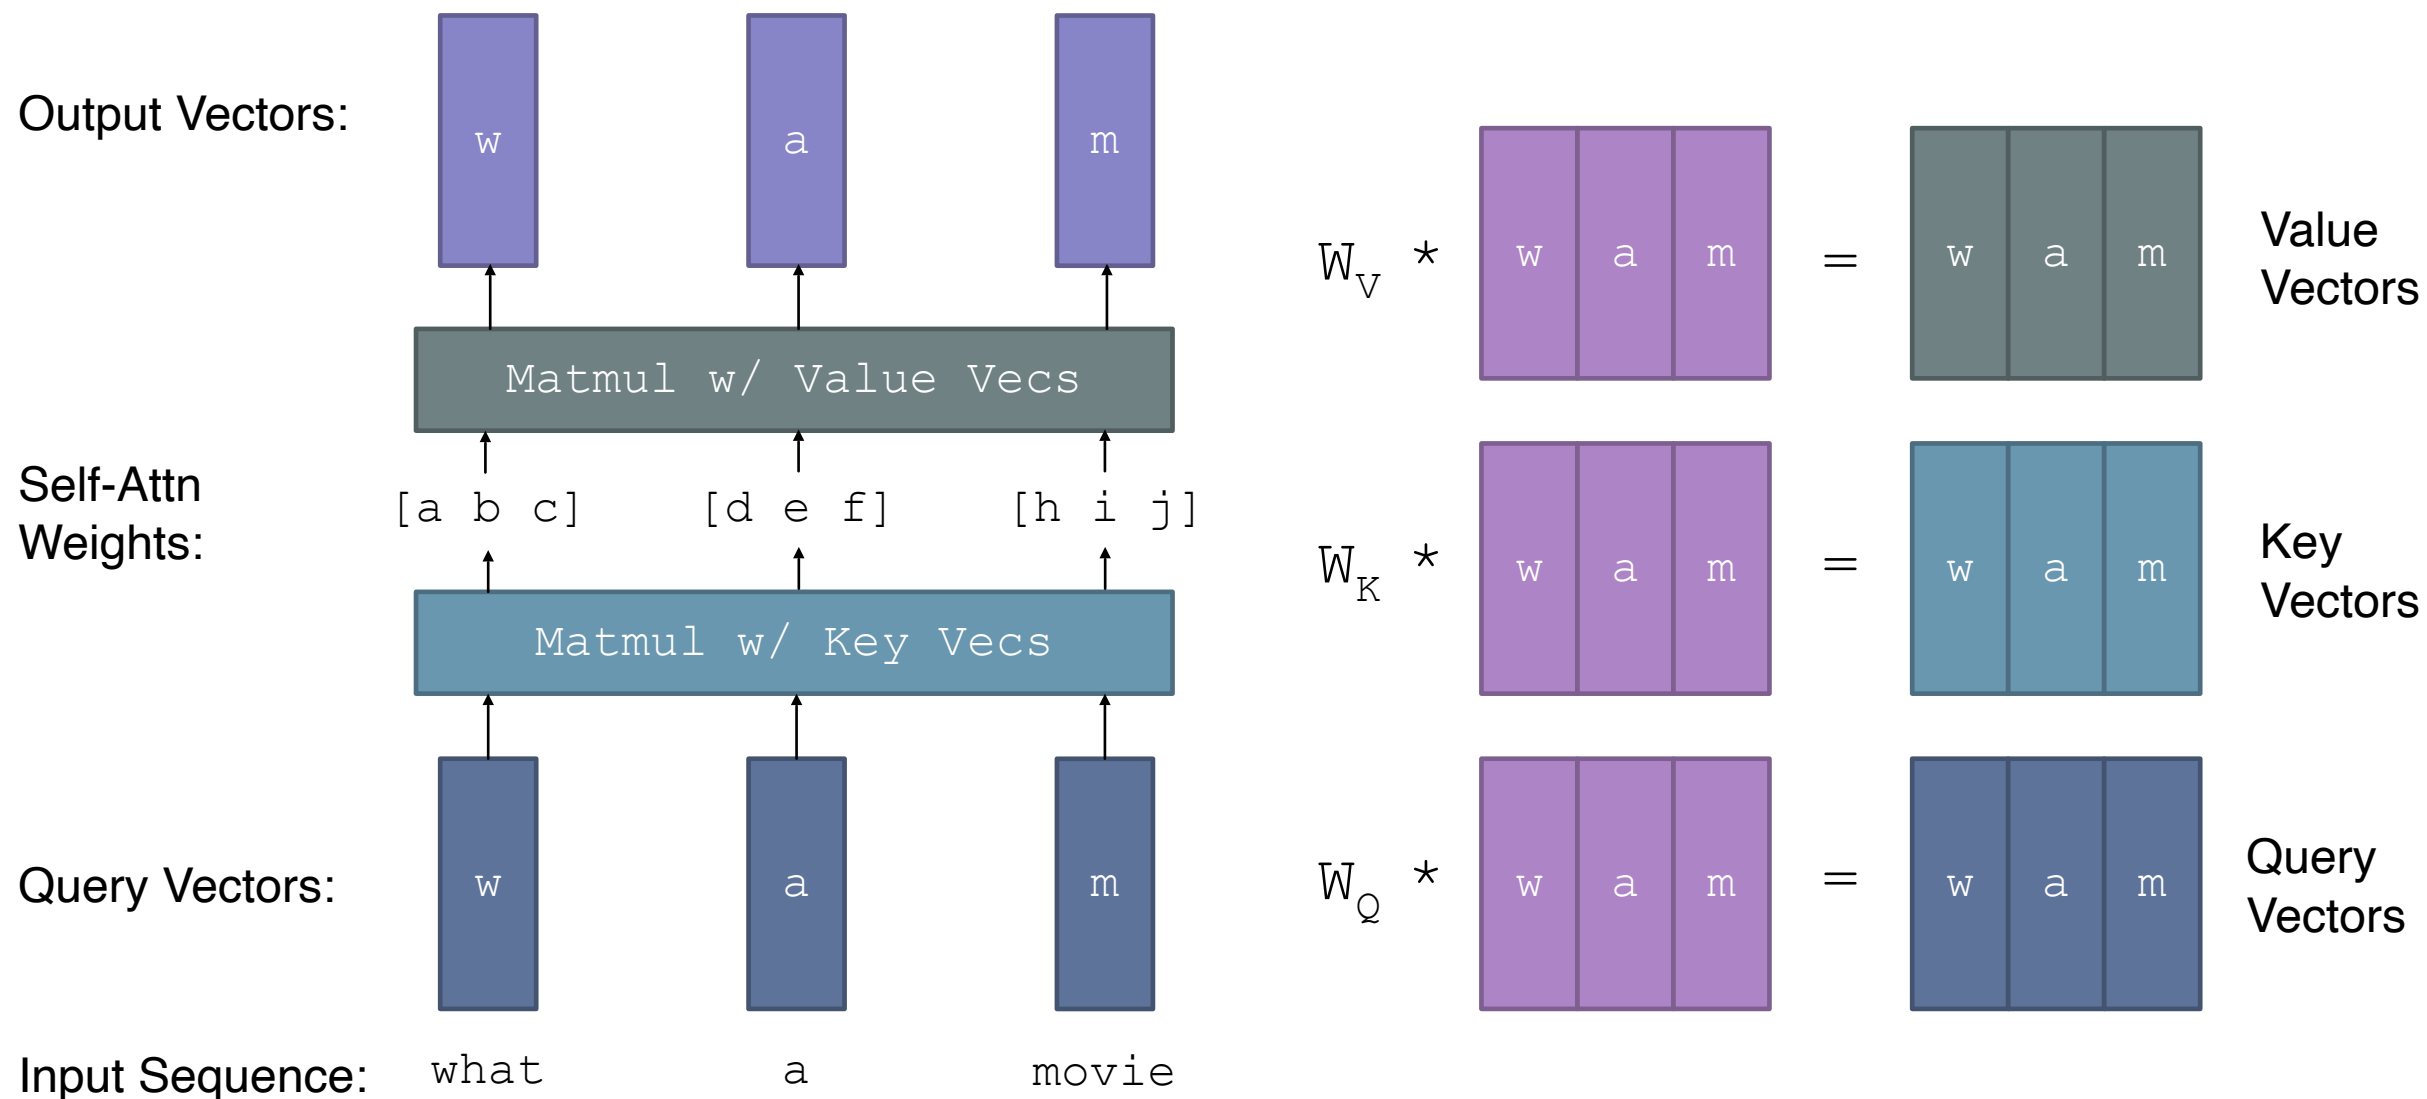 Output Vectors:
w a m
Matmul w/ Value Vecs
Self-Attn
Weights:
[a b c] [d e f] [h i j]
Matmul w/ Key Vecs
Query Vectors:
w a m
Input Sequence:
what a movie
W_V * w a m = w a m
Value
Vectors
W_K * w a m = w a m
Key
Vectors
W_Q * w a m = w a m
Query
Vectors